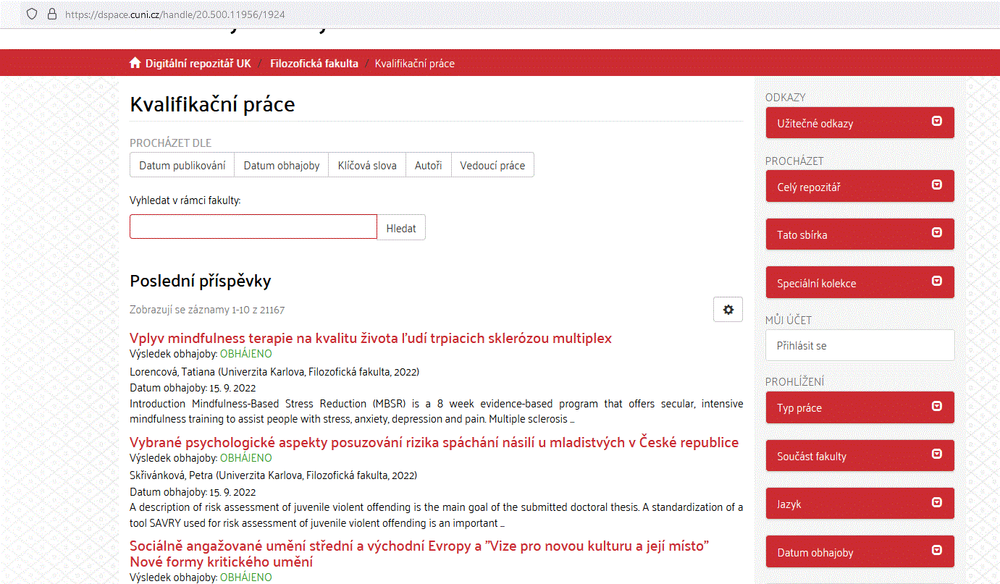 https://dspace.cuni.cz/handle/20.500.11956/1924
Digitální repozitář UK / Filozofická fakulta / Kvalifikační práce
Kvalifikační práce
PROCHÁZET DLE
Datum publikování Datum obhajoby Klíčová slova Autoři Vedoucí práce
Vyhledat v rámci fakulty:
Hledat
Poslední příspěvky
Zobrazují se záznamy 1-10 z 21167
Vplyv mindfulness terapie na kvalitu života ľudí trpiacich sklerózou multiplex
Výsledek obhajoby: OBHÁJENO
Lorencová, Tatiana (Univerzita Karlova, Filozofická fakulta, 2022)
Datum obhajoby: 15. 9. 2022
Introduction Mindfulness-Based Stress Reduction (MBSR) is a 8 week evidence-based program that offers secular, intensive
mindfulness training to assist people with stress, anxiety, depression and pain. Multiple sclerosis ...
Vybrané psychologické aspekty posuzování rizika spáchání násilí u mladistvých v České republice
Výsledek obhajoby: OBHÁJENO
Skřivánková, Petra (Univerzita Karlova, Filozofická fakulta, 2022)
Datum obhajoby: 15. 9. 2022
A description of risk assessment of juvenile violent offending is the main goal of the submitted doctoral thesis. A standardization of a
tool SAVRY used for risk assessment of juvenile violent offending is an important ...
Sociálně angažované umění střední a východní Evropy a "Vize pro novou kulturu a její místo"
Nové formy kritického umění
Výsledek obhajoby: OBHÁJENO
ODKAZY
Užitečné odkazy
PROCHÁZET
Celý repozitář
Tato sbírka
Speciální kolekce
MŮJ ÚČET
Přihlásit se
PROHLÍŽENÍ
Typ práce
Součást fakulty
Jazyk
Datum obhajoby